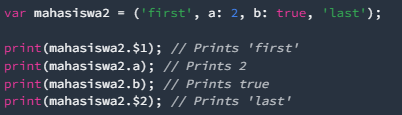 var mahasiswa2 = ('first', a: 2, b: true, 'last');
print(mahasiswa2.$1); // Prints 'first'
print(mahasiswa2.a); // Prints 2
print(mahasiswa2.b); // Prints true
print(mahasiswa2.$2); // Prints 'last'